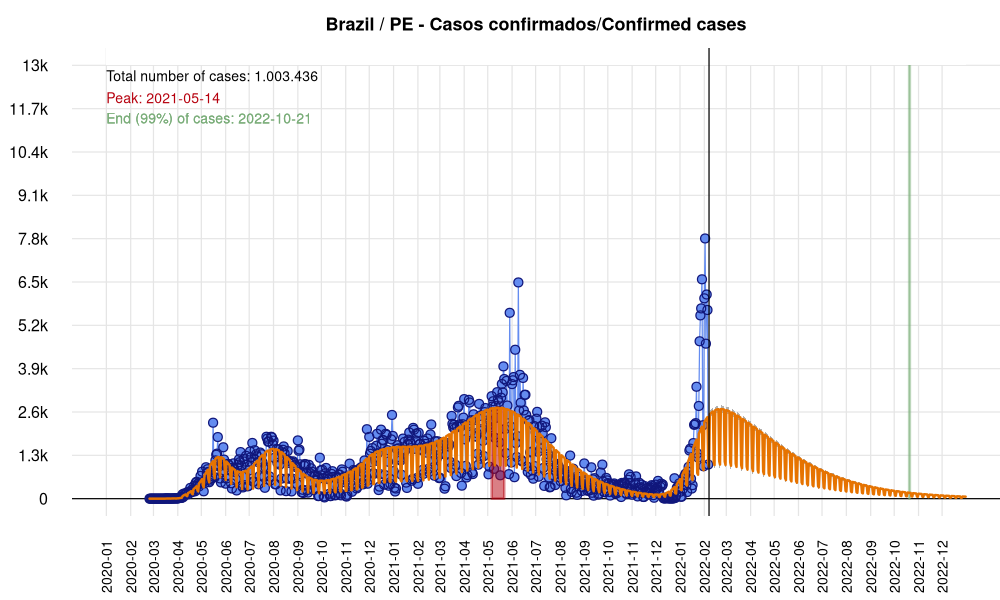 Brazil / PE - Casos confirmados/Confirmed cases
Total number of cases: 1.003.436
Peak: 2021-05-14
End (99%) of cases: 2022-10-21
13k
11.7k
10.4k
9.1k
7.8k
6.5k
5.2k
3.9k
2.6k
1.3k
0
2020-01
2020-02
2020-03
2020-04
2020-05
2020-06
2020-07
2020-08
2020-09
2020-10
2020-11
2020-12
2021-01
2021-02
2021-03
2021-04
2021-05
2021-06
2021-07
2021-08
2021-09
2021-10
2021-11
2021-12
2022-01
2022-02
2022-03
2022-04
2022-05
2022-06
2022-07
2022-08
2022-09
2022-10
2022-11
2022-12